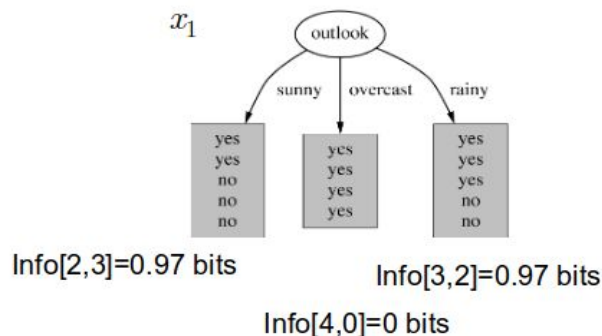 x₁
outlook
sunny overcast rainy
yes
yes
no
no
no
yes
yes
yes
yes
yes
yes
yes
no
no
Info[2,3]=0.97 bits
Info[3,2]=0.97 bits
Info[4,0]=0 bits